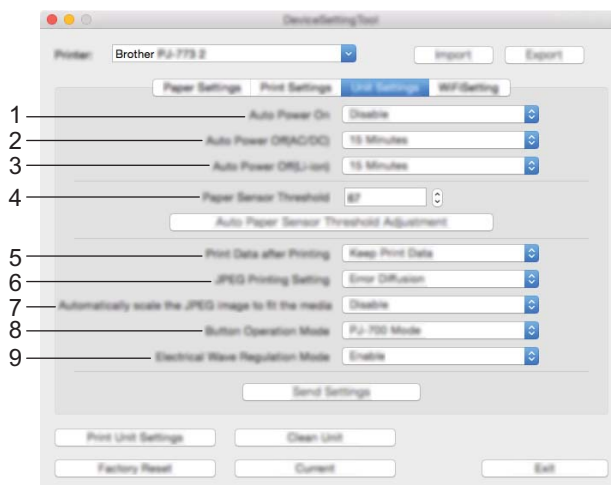 DeviceSettingTool
Printer: Brother PJ-773 2 Import Export
Paper Settings Print Settings Unit Settings WiFiSetting
1 Auto Power On Disable
2 Auto Power Off(AC/DC) 15 Minutes
3 Auto Power Off(Li-ion) 15 Minutes
4 Paper Sensor Threshold 87
Auto Paper Sensor Threshold Adjustment
5 Print Data after Printing Keep Print Data
6 JPEG Printing Setting Error Diffusion
7 Automatically scale the JPEG image to fit the media Disable
8 Button Operation Mode PJ-700 Mode
9 Electrical Wave Regulation Mode Enable
Send Settings
Print Unit Settings Clean Unit
Factory Reset Current Exit